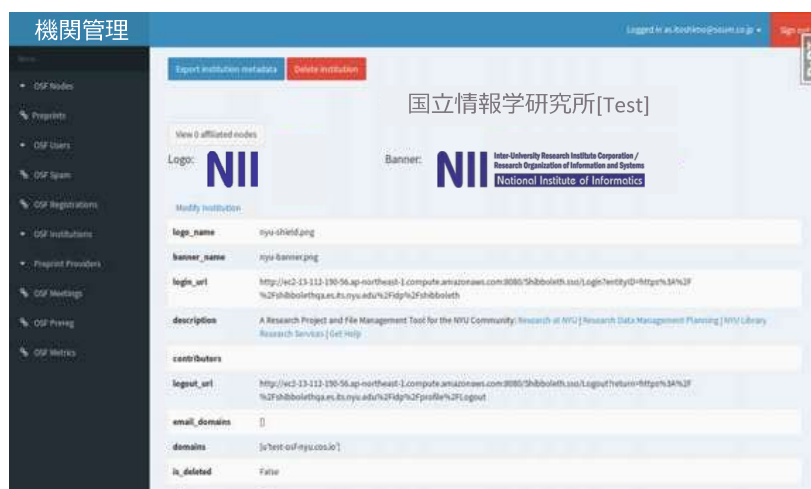 機関管理
Sign out
Export institution metadata
Delete institution
国立情報学研究所[Test]
View 0 affiliated nodes
Logo:
NII
Banner:
NII
Inter-University Research Institute Corporation /
Research Organization of Information and Systems
National Institute of Informatics
Modify Institution
OSF Nodes
Preprints
OSF Users
OSF Spam
OSF Registrations
OSF Institutions
Preprint Providers
OSF Meetings
OSF Prereg
OSF Metrics
logo_name nyu-shield.png
banner_name nyu-banner.png
login_url http://ec2-13-112-190-56.ap-northeast-1.compute.amazonaws.com:8080/Shibboleth.sso/Login?entityID=https%3A%2F
%2Fshibbolethqa.es.its.nyu.edu%2Fidp%2Fshibboleth
description A Research Project and File Management Tool for the NYU Community: Research at NYU | Research Data Management Planning | NYU Library
Research Services | Get Help
contributors
logout_url http://ec2-13-112-190-56.ap-northeast-1.compute.amazonaws.com:8080/Shibboleth.sso/Logout?return=https%3A%2F
%2Fshibbolethqa.es.its.nyu.edu%2Fidp%2Fprofile%2FLogout
email_domains []
domains [u'test-osf-nyu.cos.io']
is_deleted False